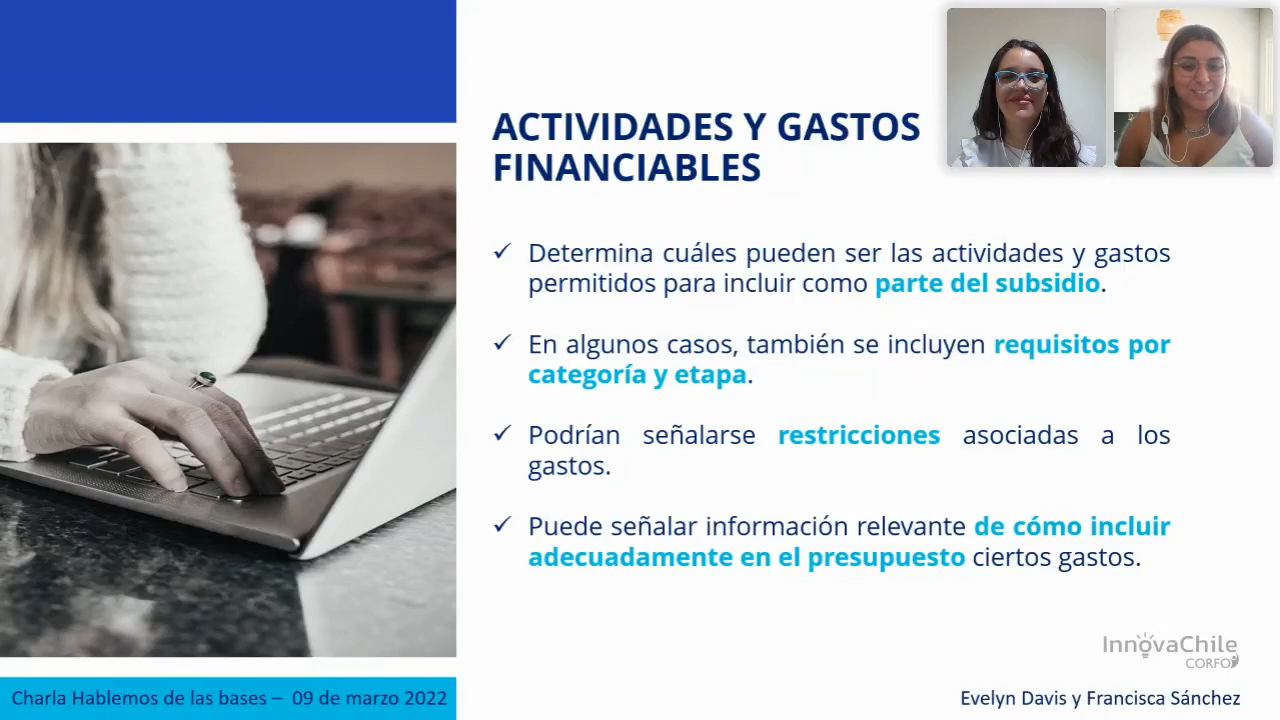 ACTIVIDADES Y GASTOS
FINANCIABLES
✓ Determina cuáles pueden ser las actividades y gastos
permitidos para incluir como parte del subsidio.
✓ En algunos casos, también se incluyen requisitos por
categoría y etapa.
✓ Podrían señalarse restricciones asociadas a los
gastos.
✓ Puede señalar información relevante de cómo incluir
adecuadamente en el presupuesto ciertos gastos.
InnovaChile
CORFO
Charla Hablemos de las bases – 09 de marzo 2022
Evelyn Davis y Francisca Sánchez